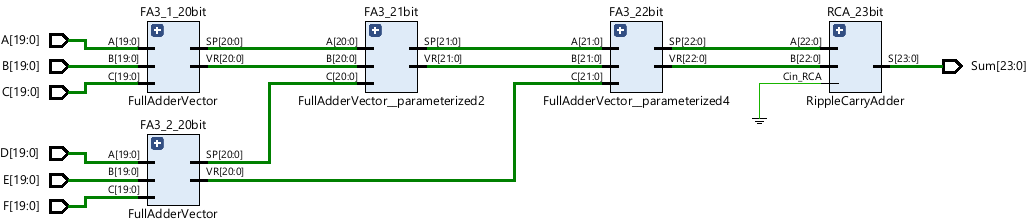 FA3_1_20bit
FA3_21bit
FA3_22bit
RCA_23bit
A[19:0]
A[19:0]
SP[20:0]
A[20:0]
SP[21:0]
A[21:0]
SP[22:0]
A[22:0]
B[19:0]
B[19:0]
VR[20:0]
B[20:0]
VR[21:0]
B[21:0]
VR[22:0]
B[22:0]
S[23:0]
Sum[23:0]
C[19:0]
C[19:0]
C[20:0]
C[21:0]
Cin_RCA
FullAdderVector
FullAdderVector__parameterized2
FullAdderVector__parameterized4
RippleCarryAdder
FA3_2_20bit
D[19:0]
A[19:0]
SP[20:0]
E[19:0]
B[19:0]
VR[20:0]
F[19:0]
C[19:0]
FullAdderVector